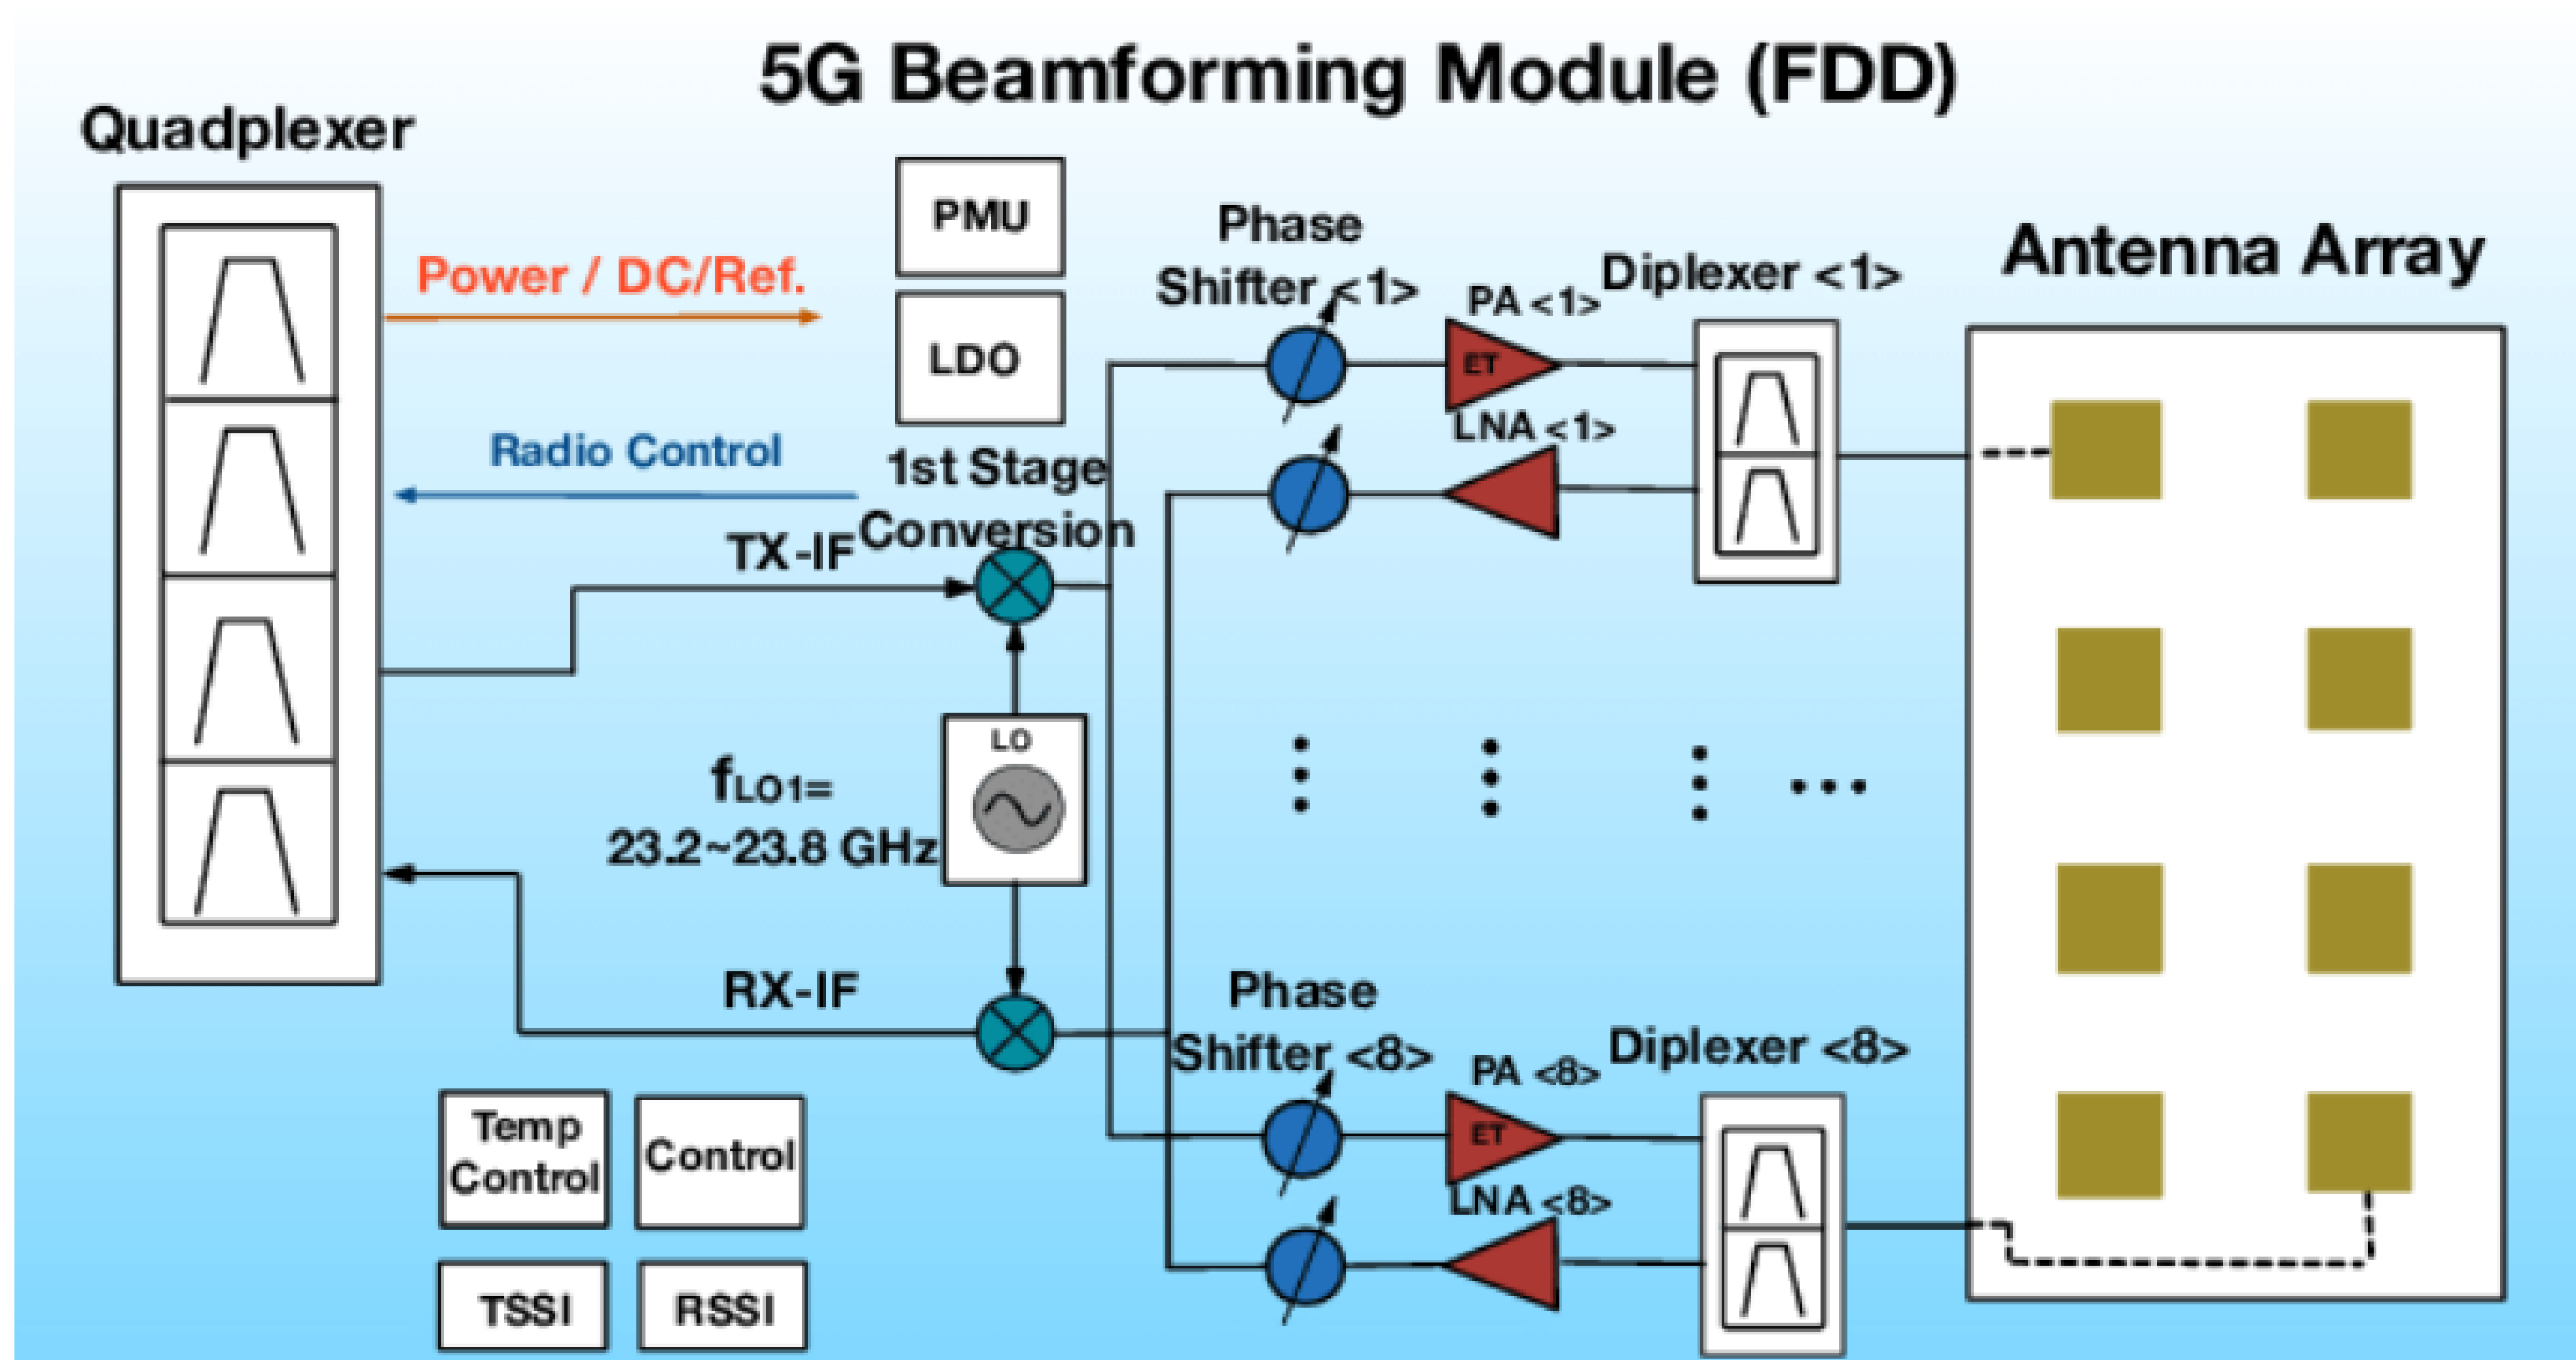 5G Beamforming Module (FDD)
Quadplexer
PMU
LDO
Power / DC/Ref.
Radio Control
1st Stage
Conversion
TX-IF
LO
fLO1=
23.2~23.8 GHz
RX-IF
Temp
Control
Control
TSSI
RSSI
Phase
Shifter <1>
PA <1>
ET
LNA <1>
Diplexer <1>
Antenna Array
Phase
Shifter <8>
PA <8>
ET
LNA <8>
Diplexer <8>